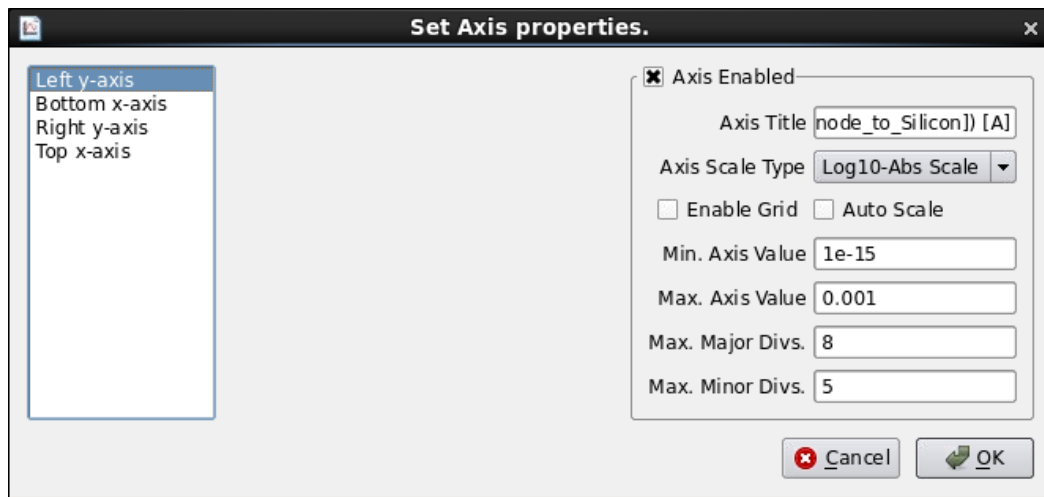 Set Axis properties.
Left y-axis
Bottom x-axis
Right y-axis
Top x-axis
Axis Enabled
Axis Title node_to_Silicon]) [A]
Axis Scale Type Log10-Abs Scale
Enable Grid Auto Scale
Min. Axis Value 1e-15
Max. Axis Value 0.001
Max. Major Divs. 8
Max. Minor Divs. 5
Cancel OK